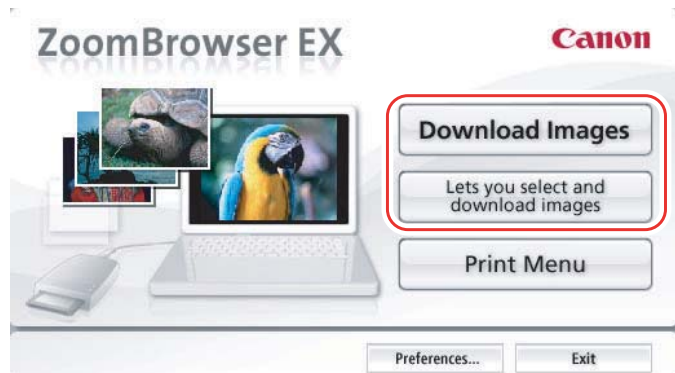 ZoomBrowser EX
Canon
Download Images
Lets you select and
download images
Print Menu
Preferences...
Exit